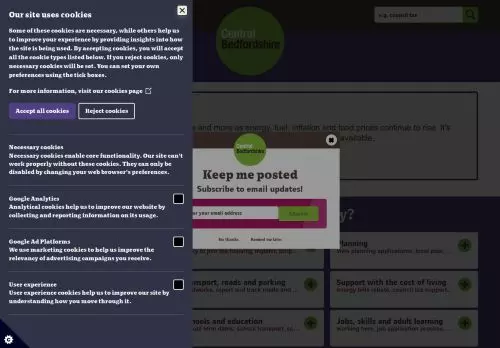 Our site uses cookies
Some of these cookies are necessary, while others help us
to improve your experience by providing insights into how
the site is being used. By accepting cookies, you will accept
all the cookie types listed below. If you reject cookies, only
necessary cookies will be set. You can set your own
preferences using the tick boxes.
For more information, visit our cookies page
Accept all cookies
Reject cookies
Necessary cookies
Necessary cookies enable core functionality. Our site can't
work properly without these cookies. They can only be
disabled by changing your web browser's preferences.
Google Analytics
Analytical cookies help us to improve our website by
collecting and reporting information on its usage.
Google Ad Platforms
We use marketing cookies to help us improve the
relevancy of advertising campaigns you receive.
User experience
User experience cookies help us to improve our site by
understanding how you move through it.
Central
Bedfordshire
e.g. council tax
and more as energy, fuel, inflation and food prices continue to rise. It's
available.
Central
Bedfordshire
Keep me posted
Subscribe to email updates!
your email address
No thanks
Remind me later
y?
Planning
Support with the cost of living
energy bills rebate, council tax support,
nsport, roads and parking
ools and education
Jobs, skills and adult learning